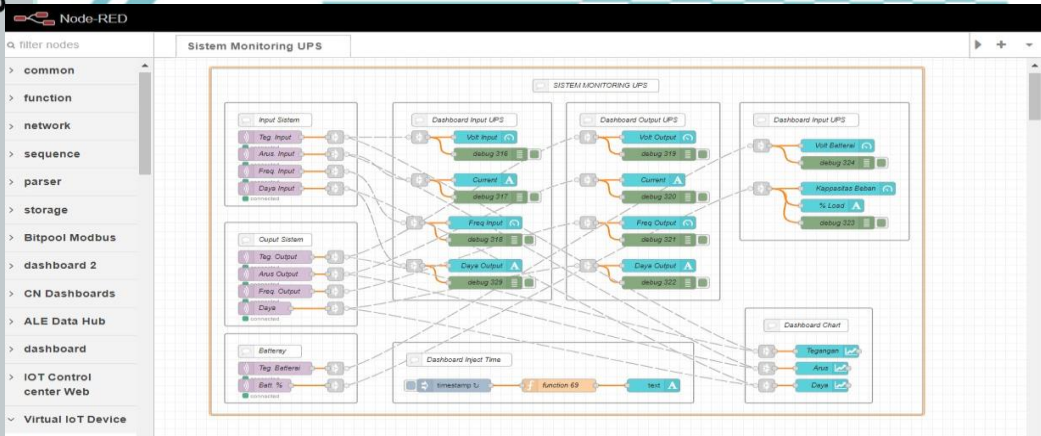 Node-RED
filter nodes
common
function
network
sequence
parser
storage
Bitpool Modbus
dashboard 2
CN Dashboards
ALE Data Hub
dashboard
IOT Control
center Web
Virtual IoT Device
Sistem Monitoring UPS
SISTEM MONITORING UPS
Input Sistem
Teg. Input
Arus. Input
Freq. Input
Daya Input
connected
Ouput Sistem
Teg. Output
Arus Output
Freq. Output
Daya
connected
Batterey
Teg. Batterai
Batt. %
connected
Dashboard Input UPS
Volt Input
debug 316
Current
debug 317
Freq Input
debug 318
Daya Output
debug 329
Dashboard Output UPS
Volt Output
debug 319
Current
debug 320
Freq Output
debug 321
Daya Output
debug 322
Dashboard Input UPS
Volt Batterai
debug 324
Kappasitas Beban
% Load
debug 323
Dashboard Inject Time
timestamp
function 69
text
Dashboard Chart
Tegangan
Arus
Daya